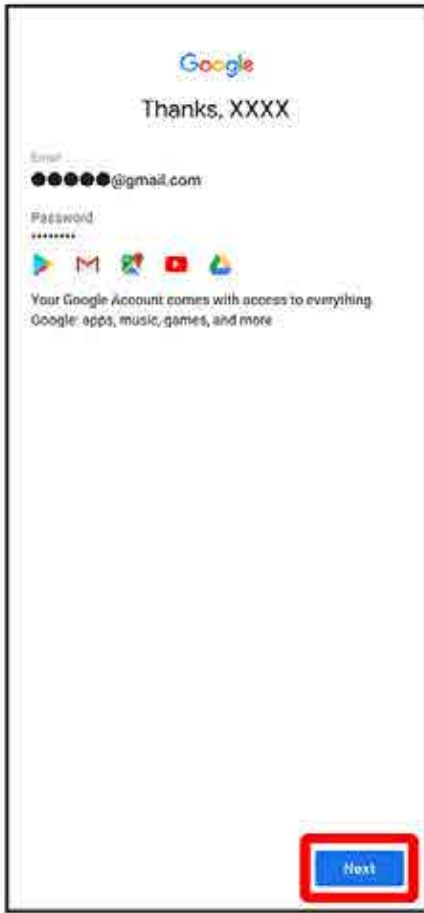 Google
Thanks, XXXX
Email
●●●●●@gmail.com
Password
••••••••
Your Google Account comes with access to everything
Google: apps, music, games, and more
Next